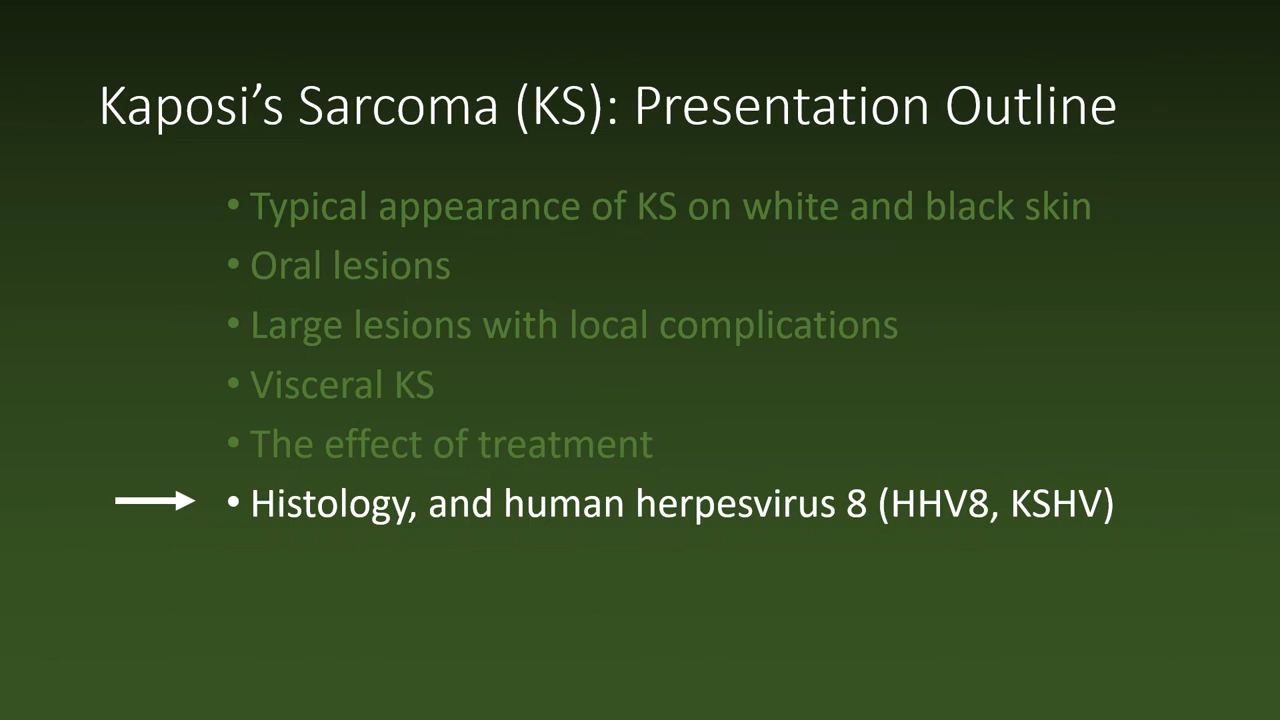 Kaposi’s Sarcoma (KS): Presentation Outline
• Typical appearance of KS on white and black skin
• Oral lesions
• Large lesions with local complications
• Visceral KS
• The effect of treatment
• Histology, and human herpesvirus 8 (HHV8, KSHV)